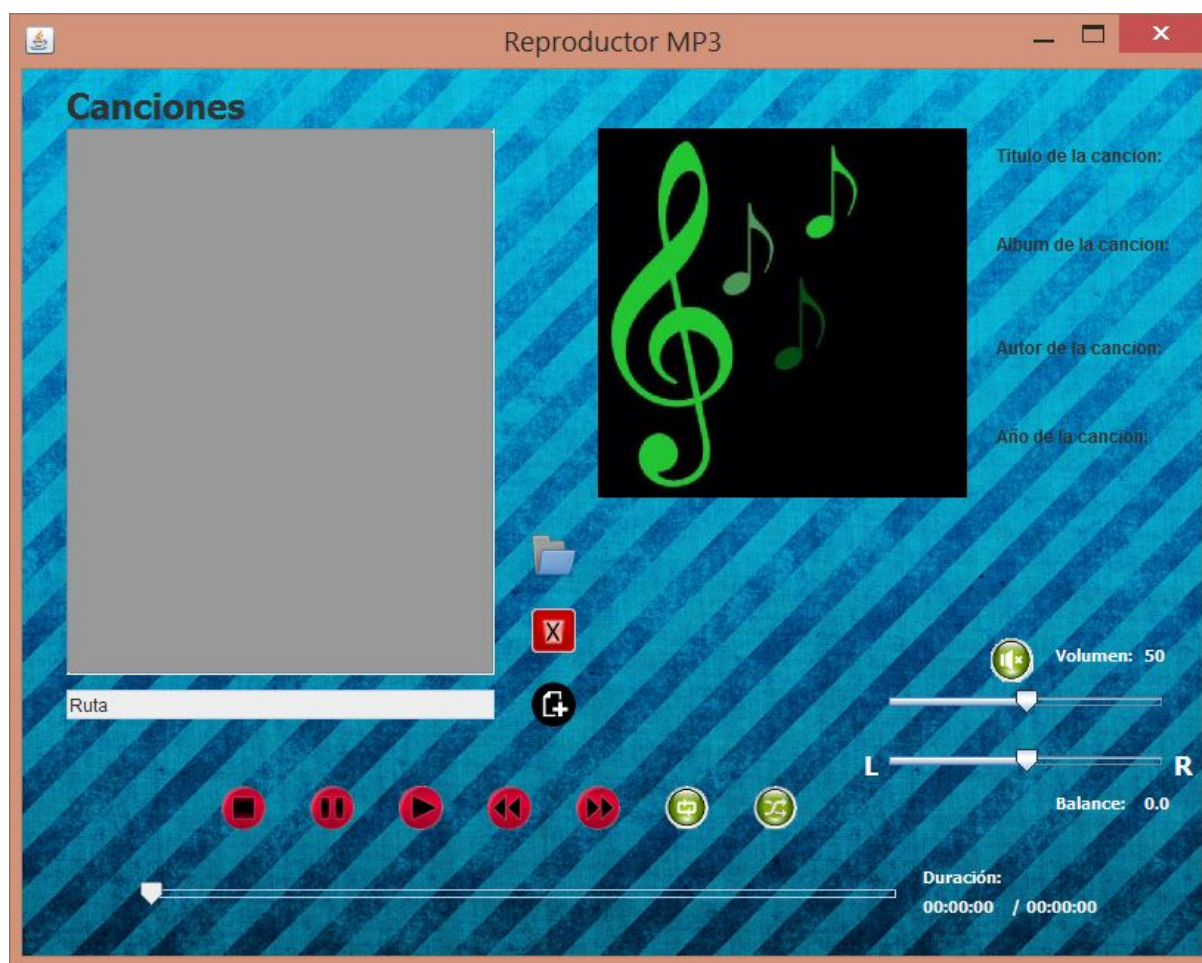 Reproductor MP3
Canciones
Titulo de la cancion:
Album de la cancion:
Autor de la cancion:
Año de la cancion:
X
Volumen: 50
Ruta
L
R
Balance: 0.0
Duración:
00:00:00 / 00:00:00